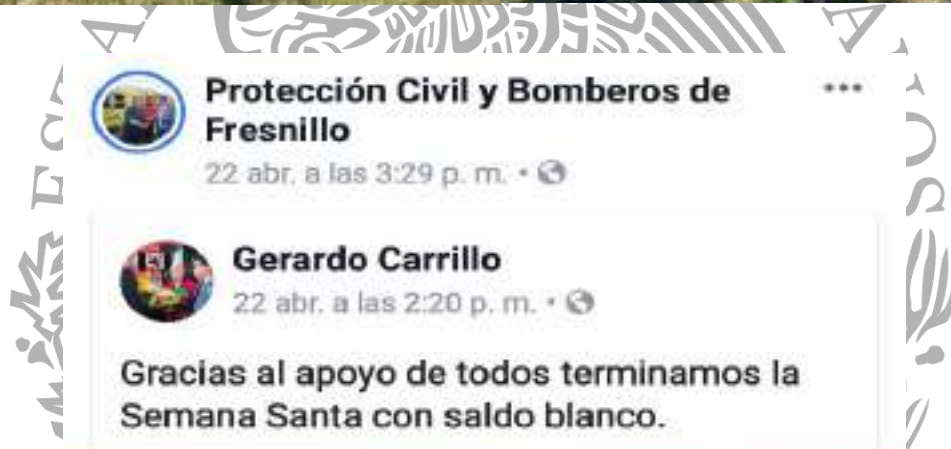 Protección Civil y Bomberos de
Fresnillo
22 abr. a las 3:29 p. m. •
Gerardo Carrillo
22 abr. a las 2:20 p. m. •
Gracias al apoyo de todos terminamos la
Semana Santa con saldo blanco.